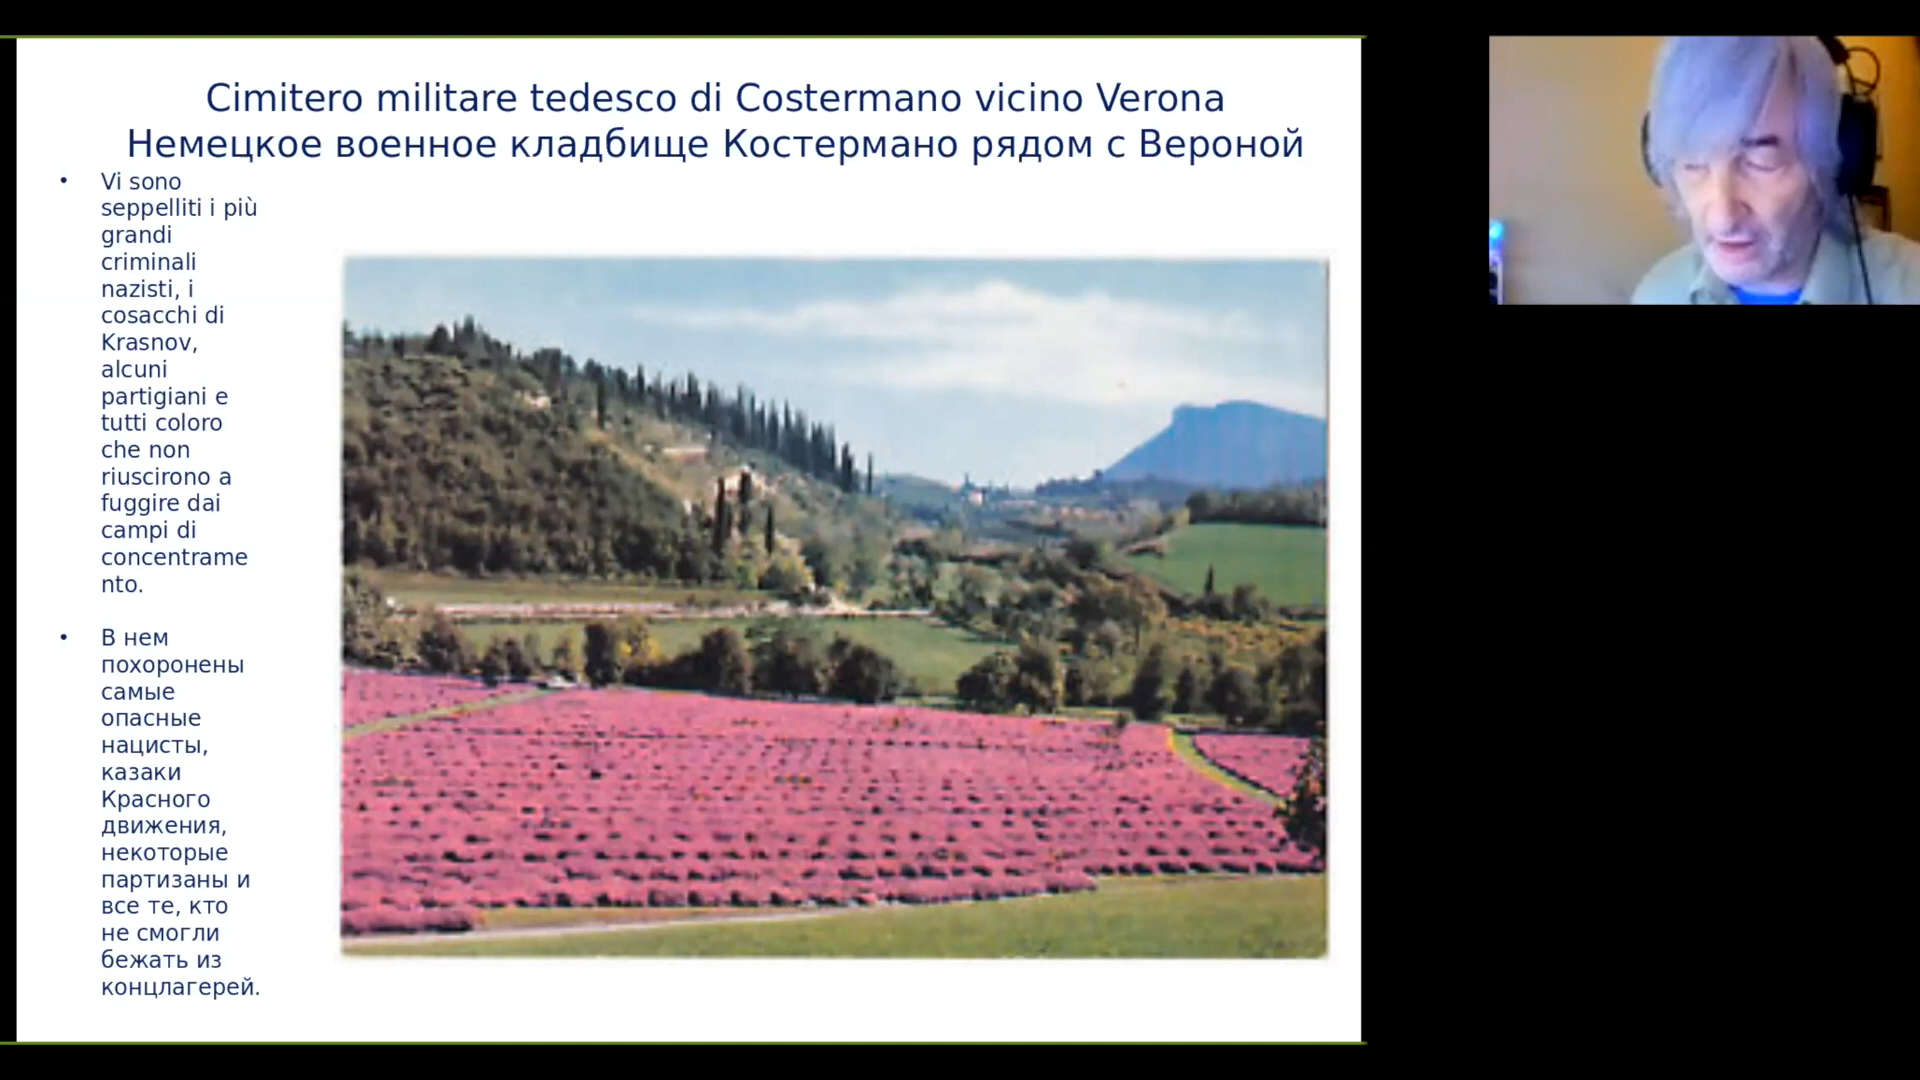 Cimitero militare tedesco di Costermano vicino Verona
Немецкое военное кладбище Костермано рядом с Вероной
• Vi sono
seppelliti i più
grandi
criminali
nazisti, i
cosacchi di
Krasnov,
alcuni
partigiani e
tutti coloro
che non
riuscirono a
fuggire dai
campi di
concentrame
nto.
• В нем
похоронены
самые
опасные
нацисты,
казаки
Красного
движения,
некоторые
партизаны и
все те, кто
не смогли
бежать из
концлагерей.